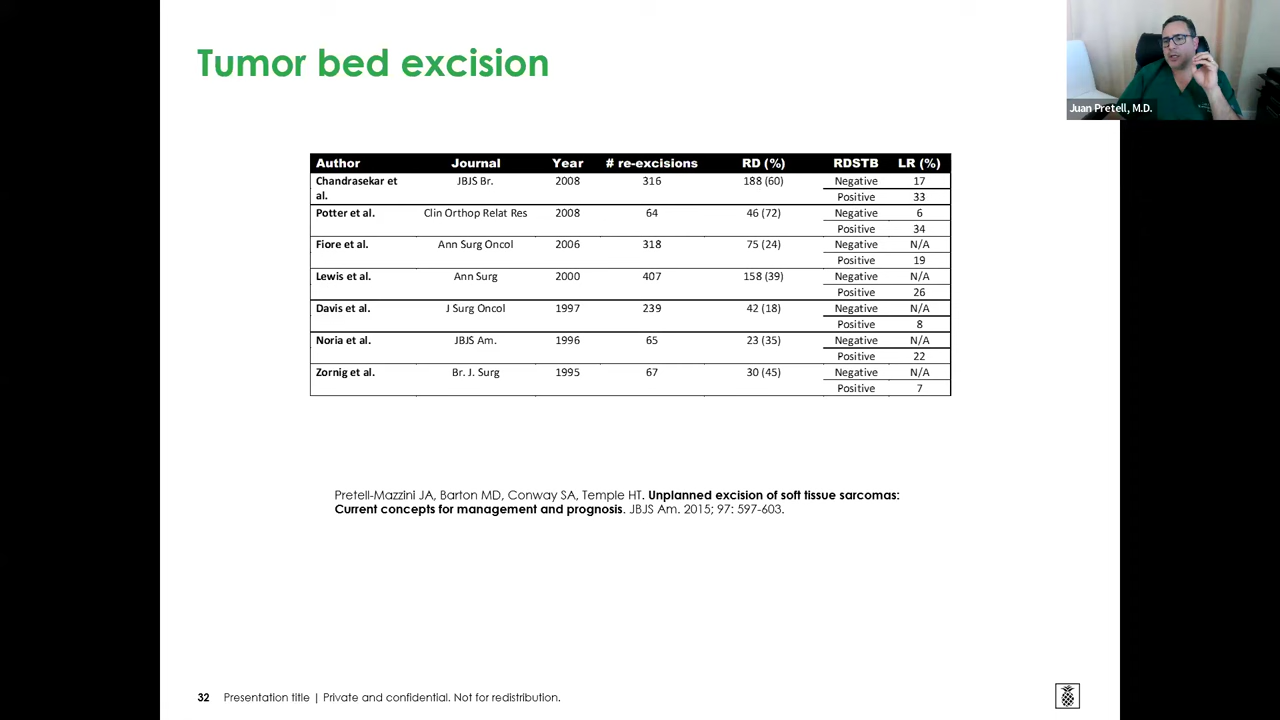 Tumor bed excision
Juan Pretell, M.D.
Author Journal Year # re-excisions RD (%) RDSTB LR (%)
Chandrasekar et al. JBJS Br. 2008 316 188 (60) Negative 17
Positive 33
Potter et al. Clin Orthop Relat Res 2008 64 46 (72) Negative 6
Positive 34
Fiore et al. Ann Surg Oncol 2006 318 75 (24) Negative N/A
Positive 19
Lewis et al. Ann Surg 2000 407 158 (39) Negative N/A
Positive 26
Davis et al. J Surg Oncol 1997 239 42 (18) Negative N/A
Positive 8
Noria et al. JBJS Am. 1996 65 23 (35) Negative N/A
Positive 22
Zornig et al. Br. J. Surg 1995 67 30 (45) Negative N/A
Positive 7
Pretell-Mazzini JA, Barton MD, Conway SA, Temple HT. Unplanned excision of soft tissue sarcomas:
Current concepts for management and prognosis. JBJS Am. 2015; 97: 597-603.
32 Presentation title | Private and confidential. Not for redistribution.